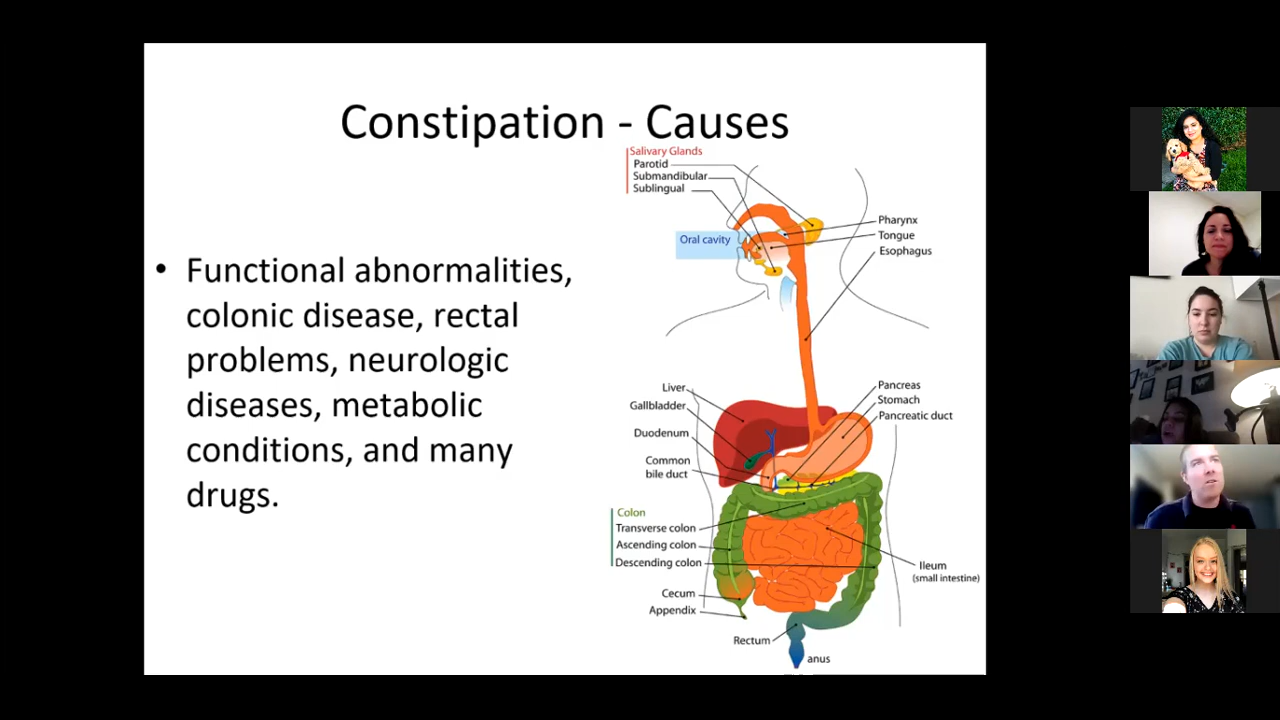 Constipation - Causes
• Functional abnormalities,
colonic disease, rectal
problems, neurologic
diseases, metabolic
conditions, and many
drugs.
Salivary Glands
Parotid
Submandibular
Sublingual
Oral cavity
Pharynx
Tongue
Esophagus
Liver
Gallbladder
Duodenum
Common
bile duct
Pancreas
Stomach
Pancreatic duct
Colon
Transverse colon
Ascending colon
Descending colon
Cecum
Appendix
Ileum
(small intestine)
Rectum
anus